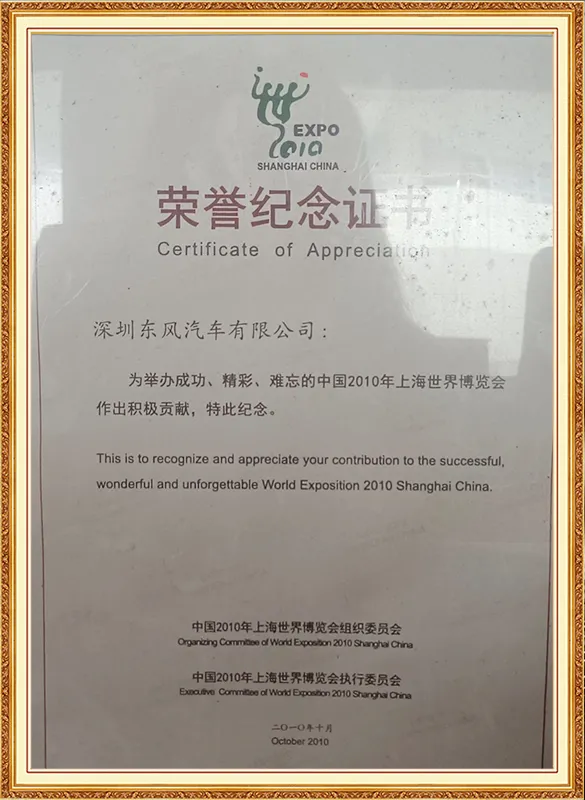 EXPO
2010
SHANGHAI CHINA
荣誉纪念证书
Certificate of Appreciation
深圳东风汽车有限公司：
为举办成功、精彩、难忘的中国2010年上海世界博览会
作出积极贡献，特此纪念。
This is to recognize and appreciate your contribution to the successful,
wonderful and unforgettable World Exposition 2010 Shanghai China.
中国2010年上海世界博览会组织委员会
Organizing Committee of World Exposition 2010 Shanghai China
中国2010年上海世界博览会执行委员会
Executive Committee of World Exposition 2010 Shanghai China
二〇一〇年十月
October 2010